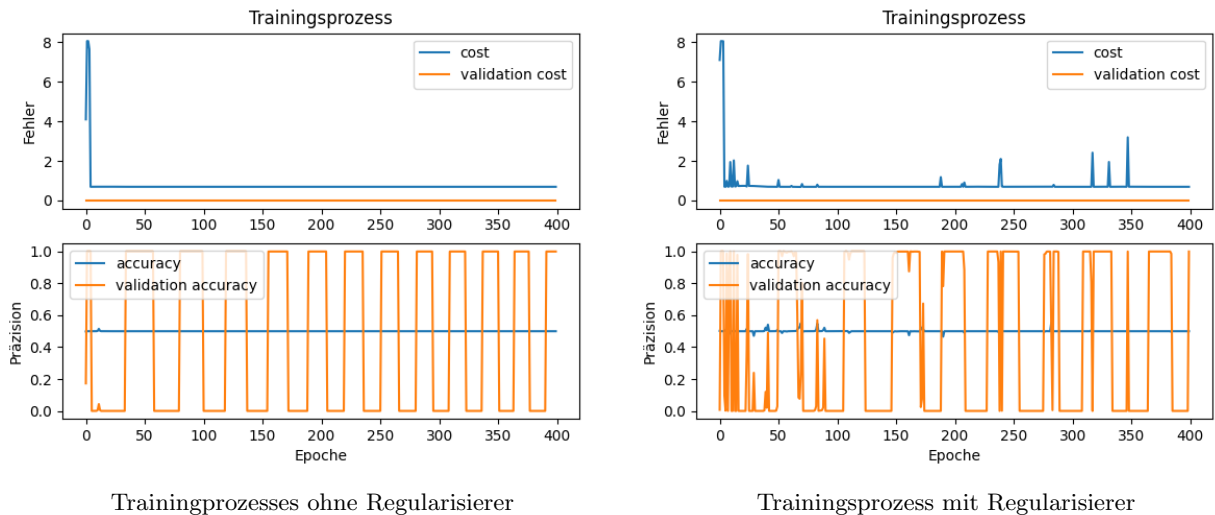 Trainingsprozess
Fehler
8
6
4
2
0
cost
validation cost
0 50 100 150 200 250 300 350 400
Präzision
1.0
0.8
0.6
0.4
0.2
0.0
accuracy
validation accuracy
0 50 100 150 200 250 300 350 400
Epoche
Trainingprozesses ohne Regularisierer
Trainingsprozess
Fehler
8
6
4
2
0
cost
validation cost
0 50 100 150 200 250 300 350 400
Präzision
1.0
0.8
0.6
0.4
0.2
0.0
accuracy
validation accuracy
0 50 100 150 200 250 300 350 400
Epoche
Trainingsprozess mit Regularisierer